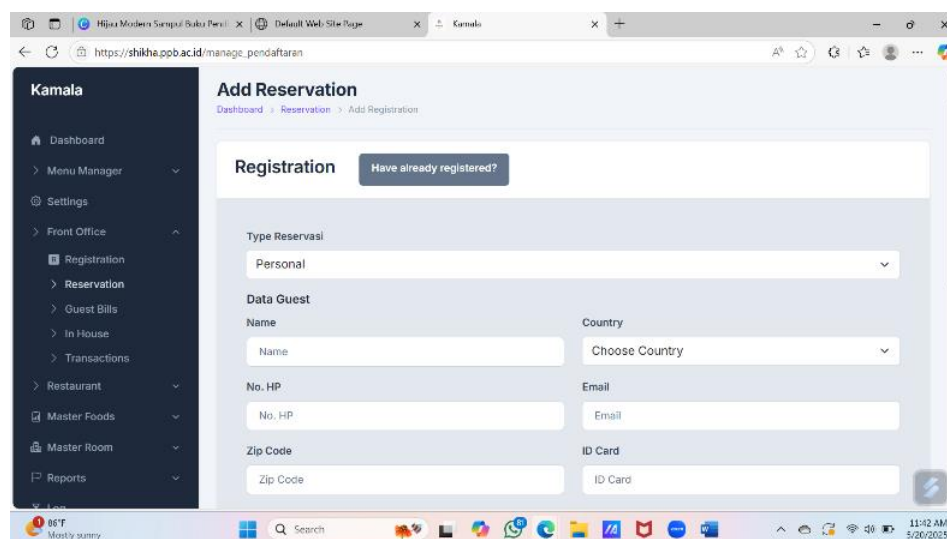 Hijau Modern Sampul Buku Pendi
Default Web Site Page
Kamala
https://shikha.ppb.ac.id/manage_pendaftaran
Kamala
Add Reservation
Dashboard > Reservation > Add Registration
Dashboard
Menu Manager
Settings
Front Office
Registration
Reservation
Guest Bills
In House
Transactions
Restaurant
Master Foods
Master Room
Reports
Log
Registration
Have already registered?
Type Reservasi
Personal
Data Guest
Name
Country
Name
Choose Country
No. HP
Email
No. HP
Email
Zip Code
ID Card
Zip Code
ID Card
86°F
Mostly sunny
Search
11:42 AM